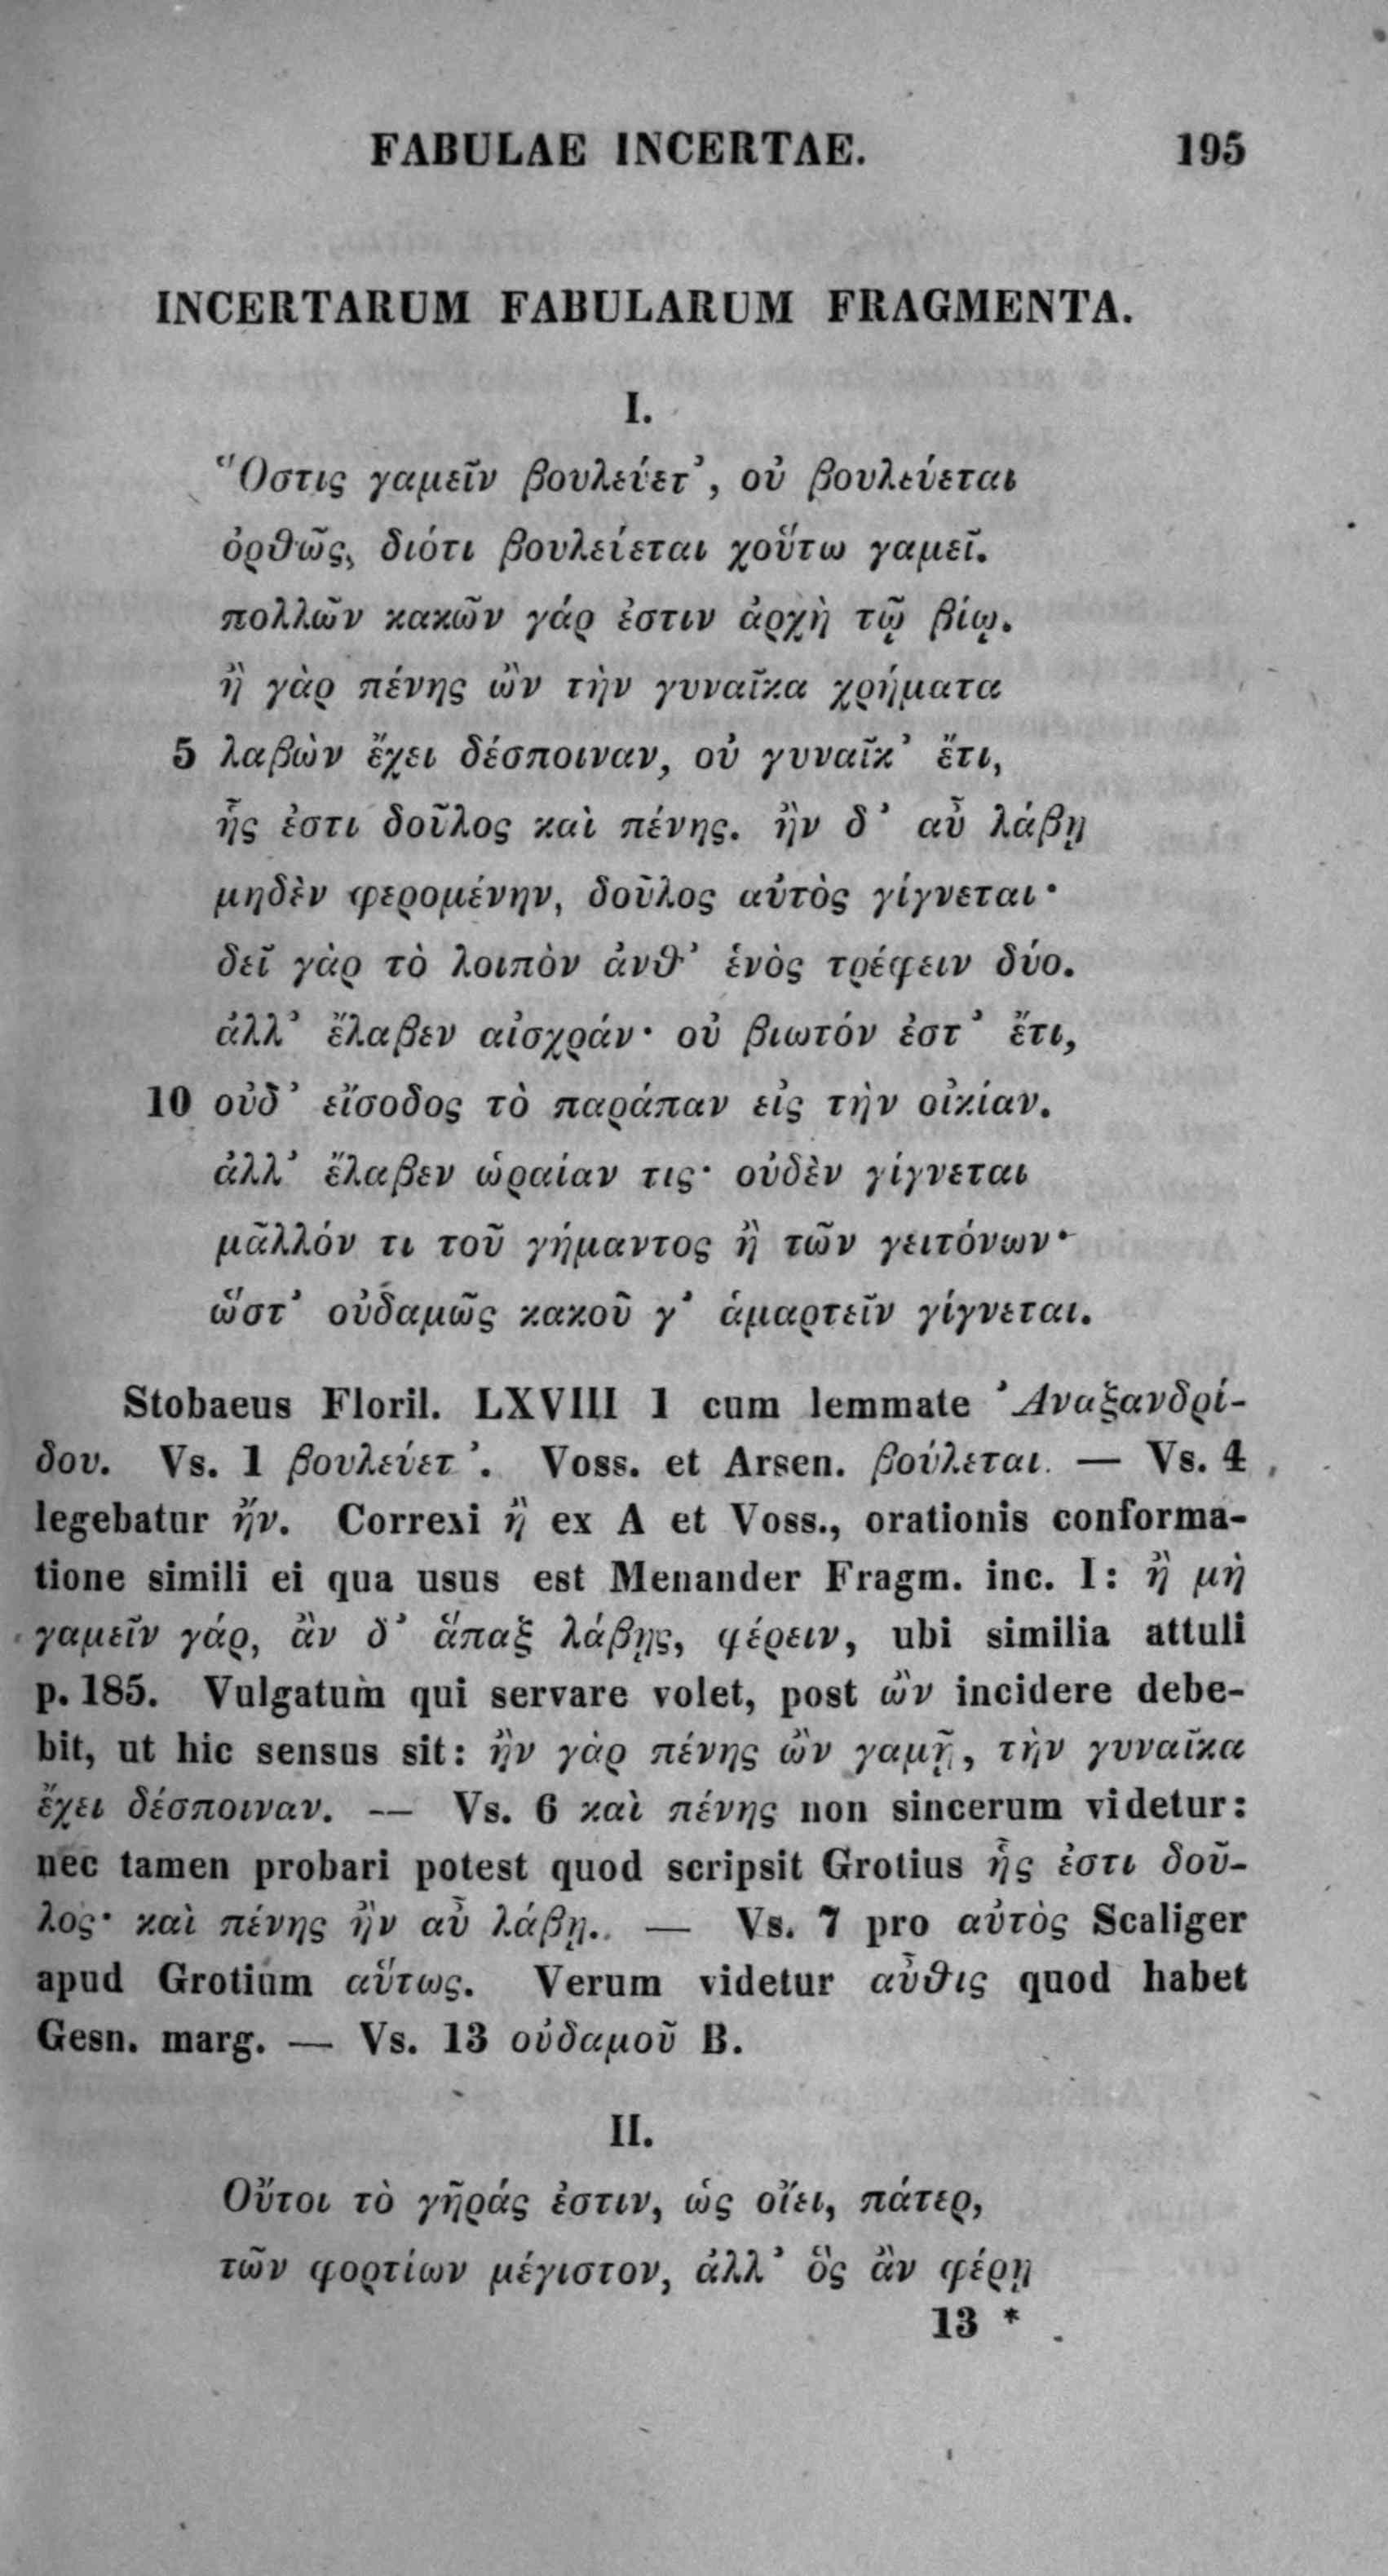 FABULAE INCERTAE. 195
INCERTARUM FABULARUM FRAGMENTA.
I.
Ὅστις γαμεῖν βουλεύετ’, οὐ βουλεύεται
ὀρθῶς, διότι βουλεύεται χοὕτω γαμεῖ.
πολλῶν κακῶν γάρ ἐστιν ἀρχὴ τῷ βίῳ.
ἢ γὰρ πένης ὢν τὴν γυναῖκα χρήματα
5 λαβὼν ἔχει δέσποιναν, οὐ γυναῖκ’ ἔτι,
ἧς ἐστι δοῦλος καὶ πένης. ἢν δ’ αὖ λάβῃ
μηδὲν φερομένην, δοῦλος αὐτὸς γίγνεται·
δεῖ γὰρ τὸ λοιπὸν ἀνθ’ ἑνὸς τρέφειν δύο.
ἀλλ’ ἔλαβεν αἰσχράν· οὐ βιωτόν ἐστ’ ἔτι,
10 οὐδ’ εἴσοδος τὸ παράπαν εἰς τὴν οἰκίαν.
ἀλλ’ ἔλαβεν ὡραίαν τις· οὐδὲν γίγνεται
μᾶλλόν τι τοῦ γήμαντος ἢ τῶν γειτόνων·
ὥστ’ οὐδαμῶς κακοῦ γ’ ἁμαρτεῖν γίγνεται.
Stobaeus Floril. LXVIII 1 cum lemmate Ἀναξανδρί-
δου. Vs. 1 βουλεύετ’. Voss. et Arsen. βούλεται. — Vs. 4
legebatur ἤν. Correxi ἢ ex A et Voss., orationis conforma-
tione simili ei qua usus est Menander Fragm. inc. I: ἢ μὴ
γαμεῖν γάρ, ἂν δ’ ἅπαξ λάβῃς, φέρειν, ubi similia attuli
p. 185. Vulgatum qui servare volet, post ὢν incidere debe-
bit, ut hic sensus sit: ἢν γὰρ πένης ὢν γαμῇ, τὴν γυναῖκα
ἔχει δέσποιναν. — Vs. 6 καὶ πένης non sincerum videtur:
nec tamen probari potest quod scripsit Grotius ἧς ἐστι δοῦ-
λος· καὶ πένης ἢν αὖ λάβῃ.. — Vs. 7 pro αὐτὸς Scaliger
apud Grotium αὔτως. Verum videtur αὖθις quod habet
Gesn. marg. — Vs. 13 οὐδαμοῦ B.
II.
Οὔτοι τὸ γῆράς ἐστιν, ὡς οἴει, πάτερ,
τῶν φορτίων μέγιστον, ἀλλ’ ὃς ἂν φέρῃ
13 *